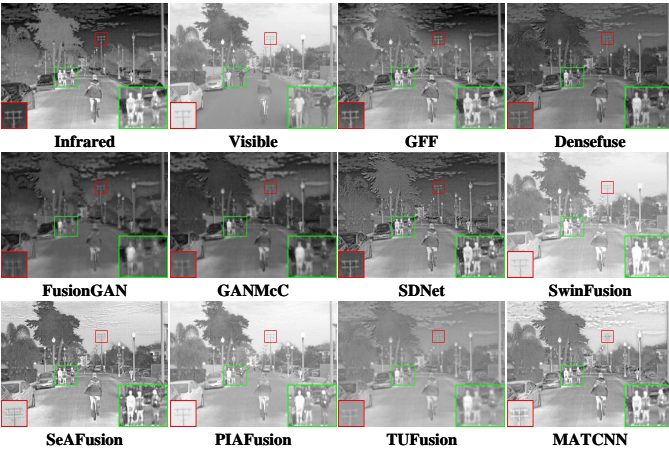 Infrared Visible GFF Densefuse
FusionGAN GANMcC SDNet SwinFusion
SeAFusion PIAFusion TUFusion MATCNN